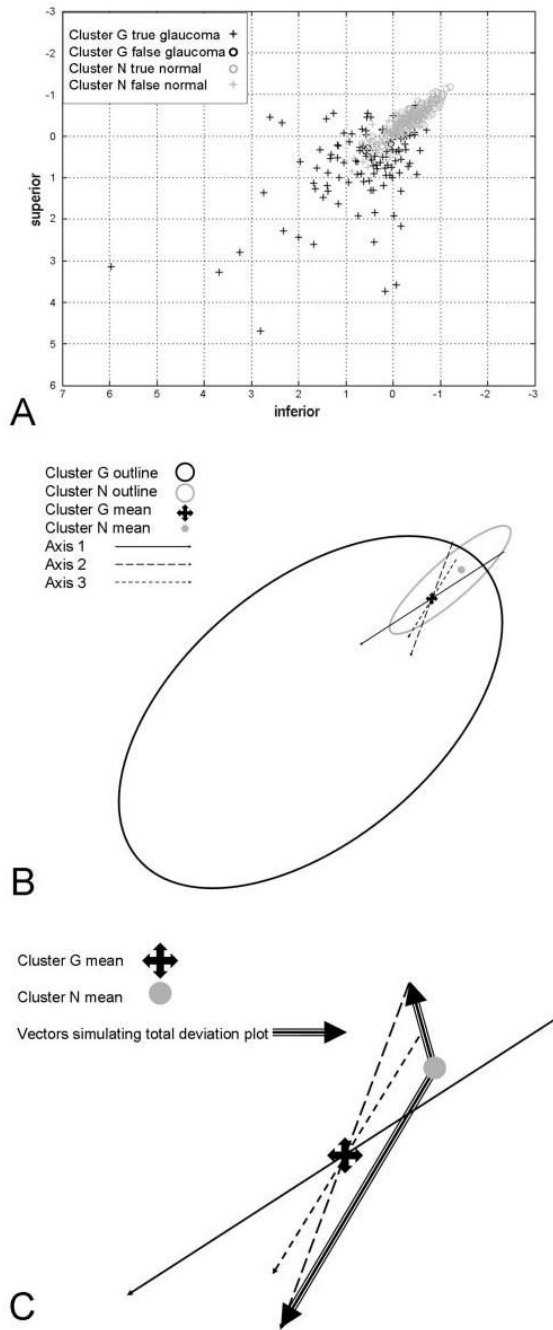 Cluster G true glaucoma
Cluster G false glaucoma
Cluster N true normal
Cluster N false normal
-3
-2
-1
0
1
2
3
4
5
6
superior
7 6 5 4 3 2 1 0 -1 -2 -3
inferior
A
Cluster G outline
Cluster N outline
Cluster G mean
Cluster N mean
Axis 1
Axis 2
Axis 3
B
Cluster G mean
Cluster N mean
Vectors simulating total deviation plot
C